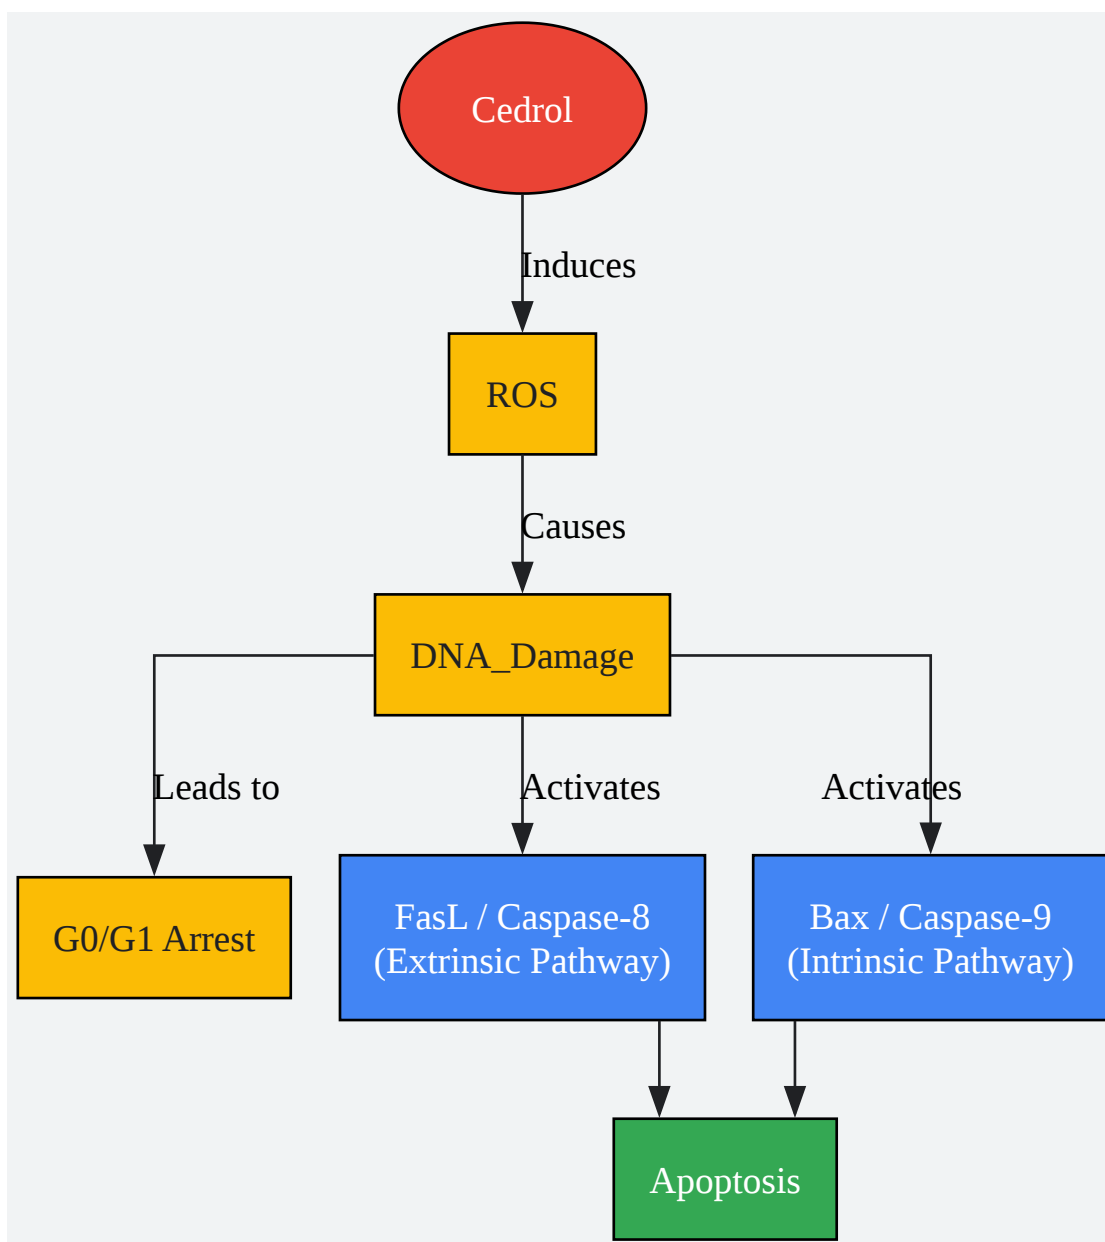 Cedrol
Induces
ROS
Causes
DNA_Damage
Leads to
Activates
Activates
G0/G1 Arrest
FasL / Caspase-8
(Extrinsic Pathway)
Bax / Caspase-9
(Intrinsic Pathway)
Apoptosis